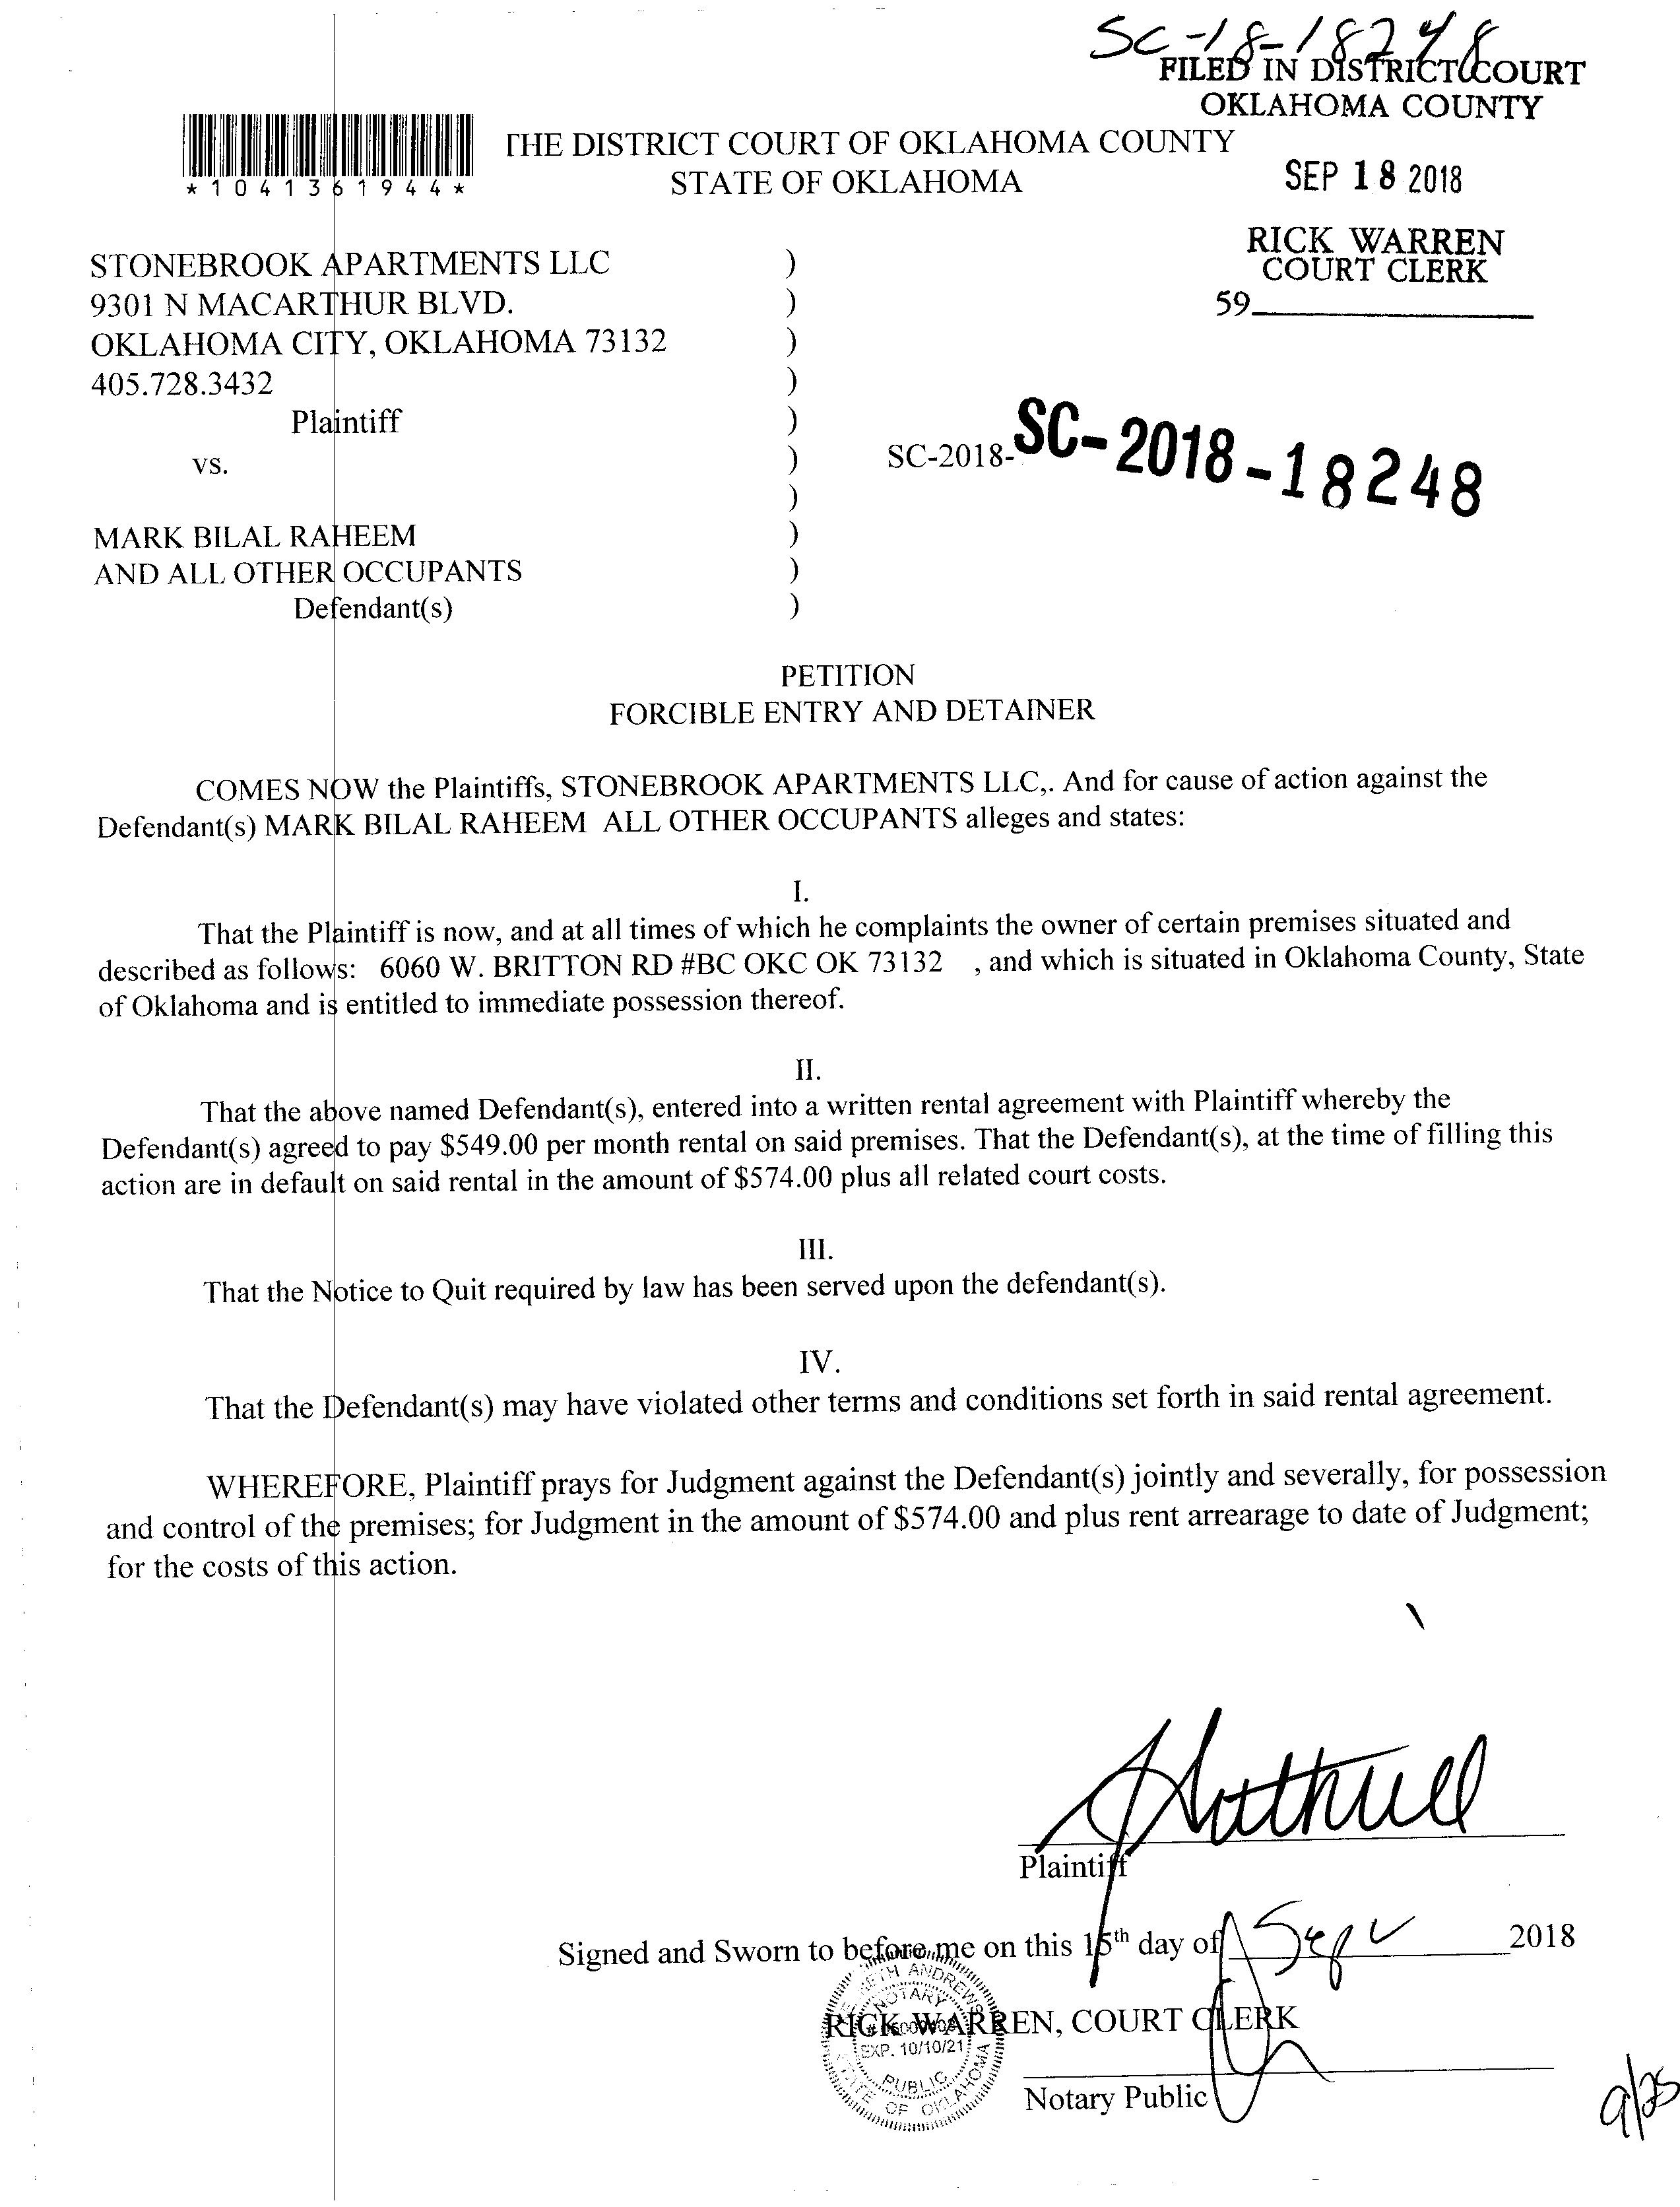 SC-18-18248
FILED IN DISTRICT COURT
OKLAHOMA COUNTY
*1041361944*
THE DISTRICT COURT OF OKLAHOMA COUNTY
STATE OF OKLAHOMA
SEP 18 2018
RICK WARREN
COURT CLERK
59
STONEBROOK APARTMENTS LLC )
9301 N MACARTHUR BLVD. )
OKLAHOMA CITY, OKLAHOMA 73132 )
405.728.3432 )
Plaintiff )
vs. ) SC-2018- SC-2018-18248
)
MARK BILAL RAHEEM )
AND ALL OTHER OCCUPANTS )
Defendant(s) )
PETITION
FORCIBLE ENTRY AND DETAINER
COMES NOW the Plaintiffs, STONEBROOK APARTMENTS LLC,. And for cause of action against the
Defendant(s) MARK BILAL RAHEEM ALL OTHER OCCUPANTS alleges and states:
I.
That the Plaintiff is now, and at all times of which he complaints the owner of certain premises situated and
described as follows: 6060 W. BRITTON RD #BC OKC OK 73132 , and which is situated in Oklahoma County, State
of Oklahoma and is entitled to immediate possession thereof.
II.
That the above named Defendant(s), entered into a written rental agreement with Plaintiff whereby the
Defendant(s) agreed to pay $549.00 per month rental on said premises. That the Defendant(s), at the time of filling this
action are in default on said rental in the amount of $574.00 plus all related court costs.
III.
That the Notice to Quit required by law has been served upon the defendant(s).
IV.
That the Defendant(s) may have violated other terms and conditions set forth in said rental agreement.
WHEREFORE, Plaintiff prays for Judgment against the Defendant(s) jointly and severally, for possession
and control of the premises; for Judgment in the amount of $574.00 and plus rent arrearage to date of Judgment;
for the costs of this action.
Plaintiff
Signed and Sworn to before me on this 15th day of Sept 2018
RICK WARREN, COURT CLERK
ANDREWS
NOTARY
EXP. 10/10/21
PUBLIC
STATE OF OKLAHOMA
Notary Public
9/25